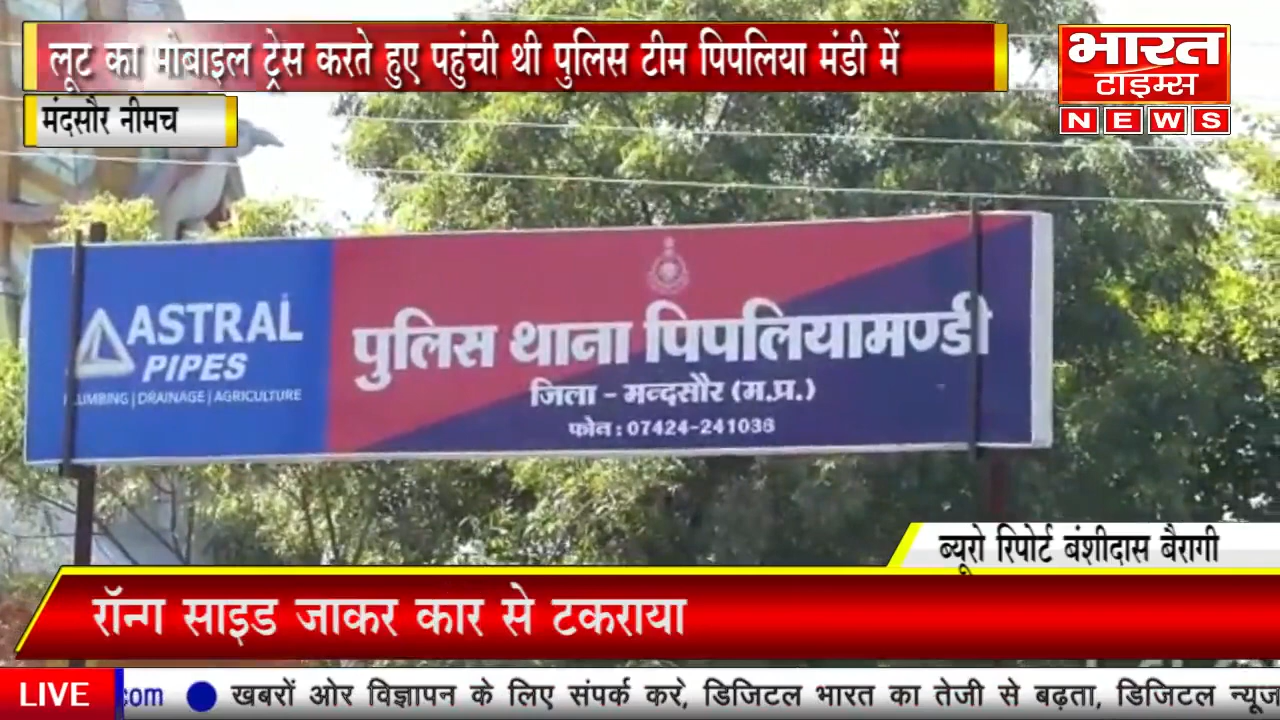 लूट का मोबाइल ट्रेस करते हुए पहुंची थी पुलिस टीम पिपलिया मंडी में
भारत
टाइम्स
NEWS
मंदसौर नीमच
ASTRAL
PIPES
PLUMBING | DRAINAGE | AGRICULTURE
पुलिस थाना पिपलियामण्डी
जिला - मन्दसौर (म.प्र.)
फोन : 07424-241036
ब्यूरो रिपोर्ट बंशीदास बैरागी
रॉन्ग साइड जाकर कार से टकराया
LIVE .com ● खबरों ओर विज्ञापन के लिए संपर्क करे, डिजिटल भारत का तेजी से बढ़ता, डिजिटल न्यूज